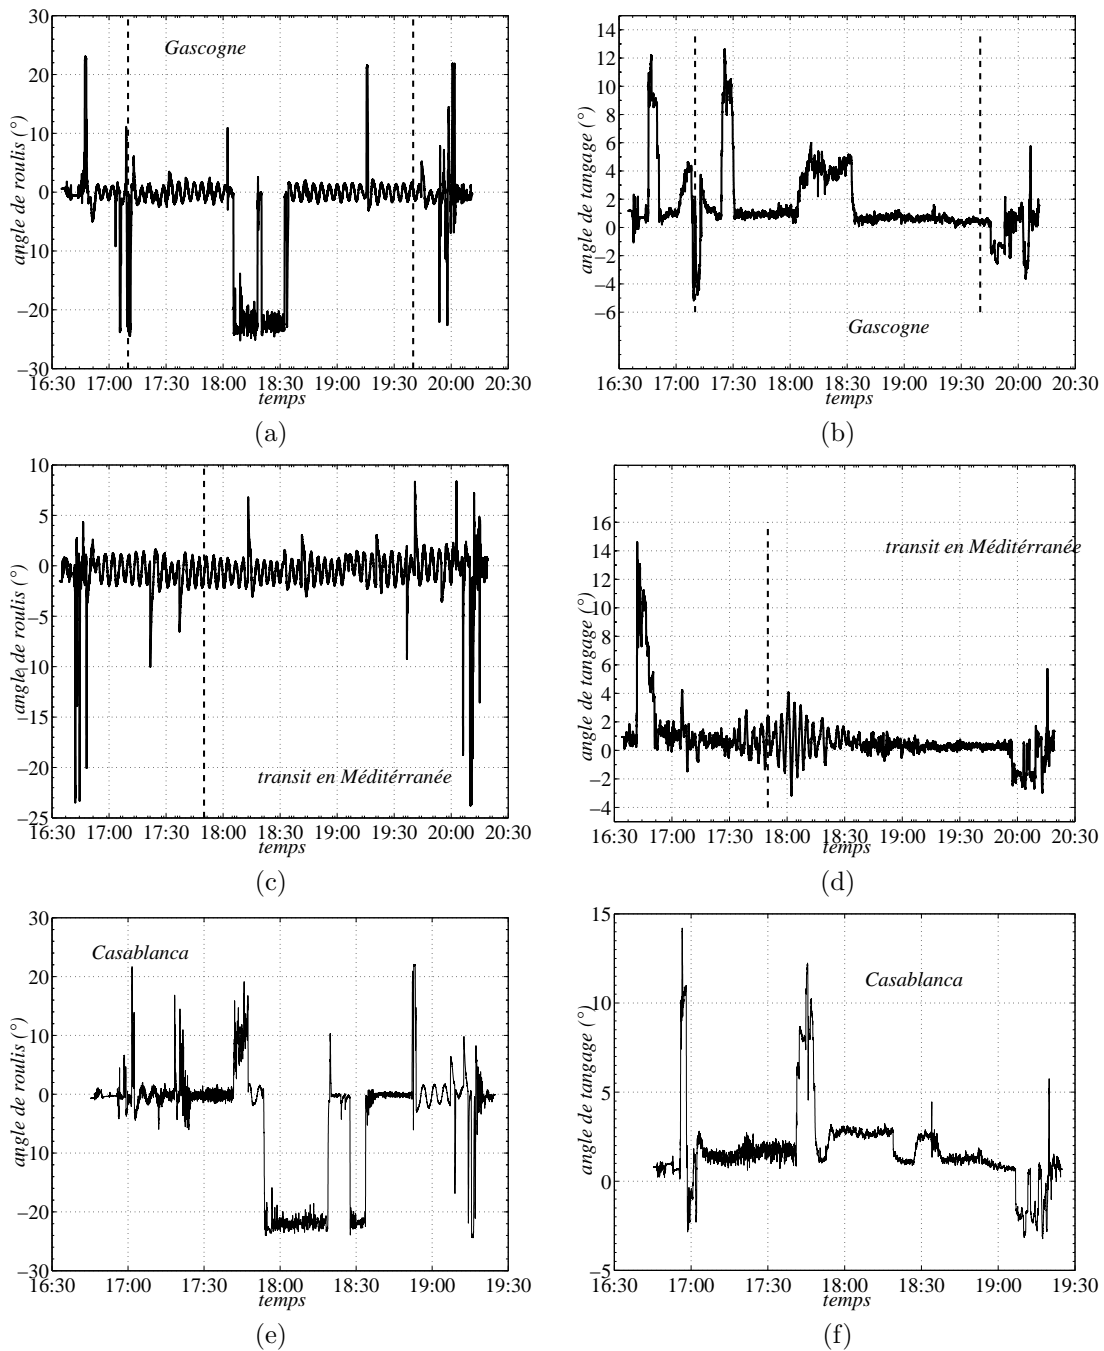 30
20
10
0
−10
−20
−30
angle de roulis (°)
Gascogne
16:30 17:00 17:30 18:00 18:30 19:00 19:30 20:00 20:30
temps
(a)
14
12
10
8
6
4
2
0
−2
−4
−6
angle de tangage (°)
Gascogne
16:30 17:00 17:30 18:00 18:30 19:00 19:30 20:00 20:30
temps
(b)
10
5
0
−5
−10
−15
−20
−25
angle de roulis (°)
transit en Méditérranée
16:30 17:00 17:30 18:00 18:30 19:00 19:30 20:00 20:30
temps
(c)
16
14
12
10
8
6
4
2
0
−2
−4
angle de tangage (°)
transit en Méditérranée
16:30 17:00 17:30 18:00 18:30 19:00 19:30 20:00 20:30
temps
(d)
30
20
10
0
−10
−20
−30
angle de roulis (°)
Casablanca
16:30 17:00 17:30 18:00 18:30 19:00 19:30
temps
(e)
15
10
5
0
−5
angle de tangage (°)
Casablanca
16:30 17:00 17:30 18:00 18:30 19:00 19:30
temps
(f)